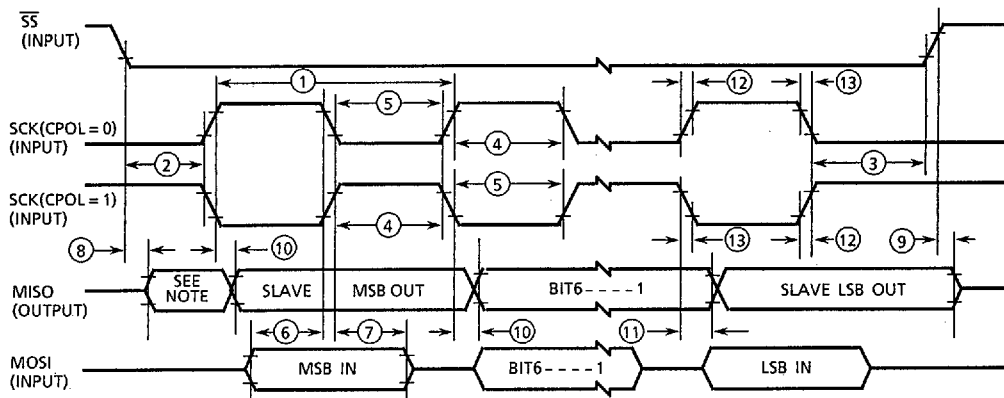 SS
(INPUT)
① ⑫ ⑬
⑤
SCK(CPOL = 0)
(INPUT)
② ④ ③
SCK(CPOL = 1)
(INPUT)
⑤
④ ⑬ ⑫
⑧ ⑩ ⑨
MISO
(OUTPUT)
SEE
NOTE
SLAVE MSB OUT BIT6-----1 SLAVE LSB OUT
⑥ ⑦ ⑩ ⑪
MOSI
(INPUT)
MSB IN BIT6-----1 LSB IN